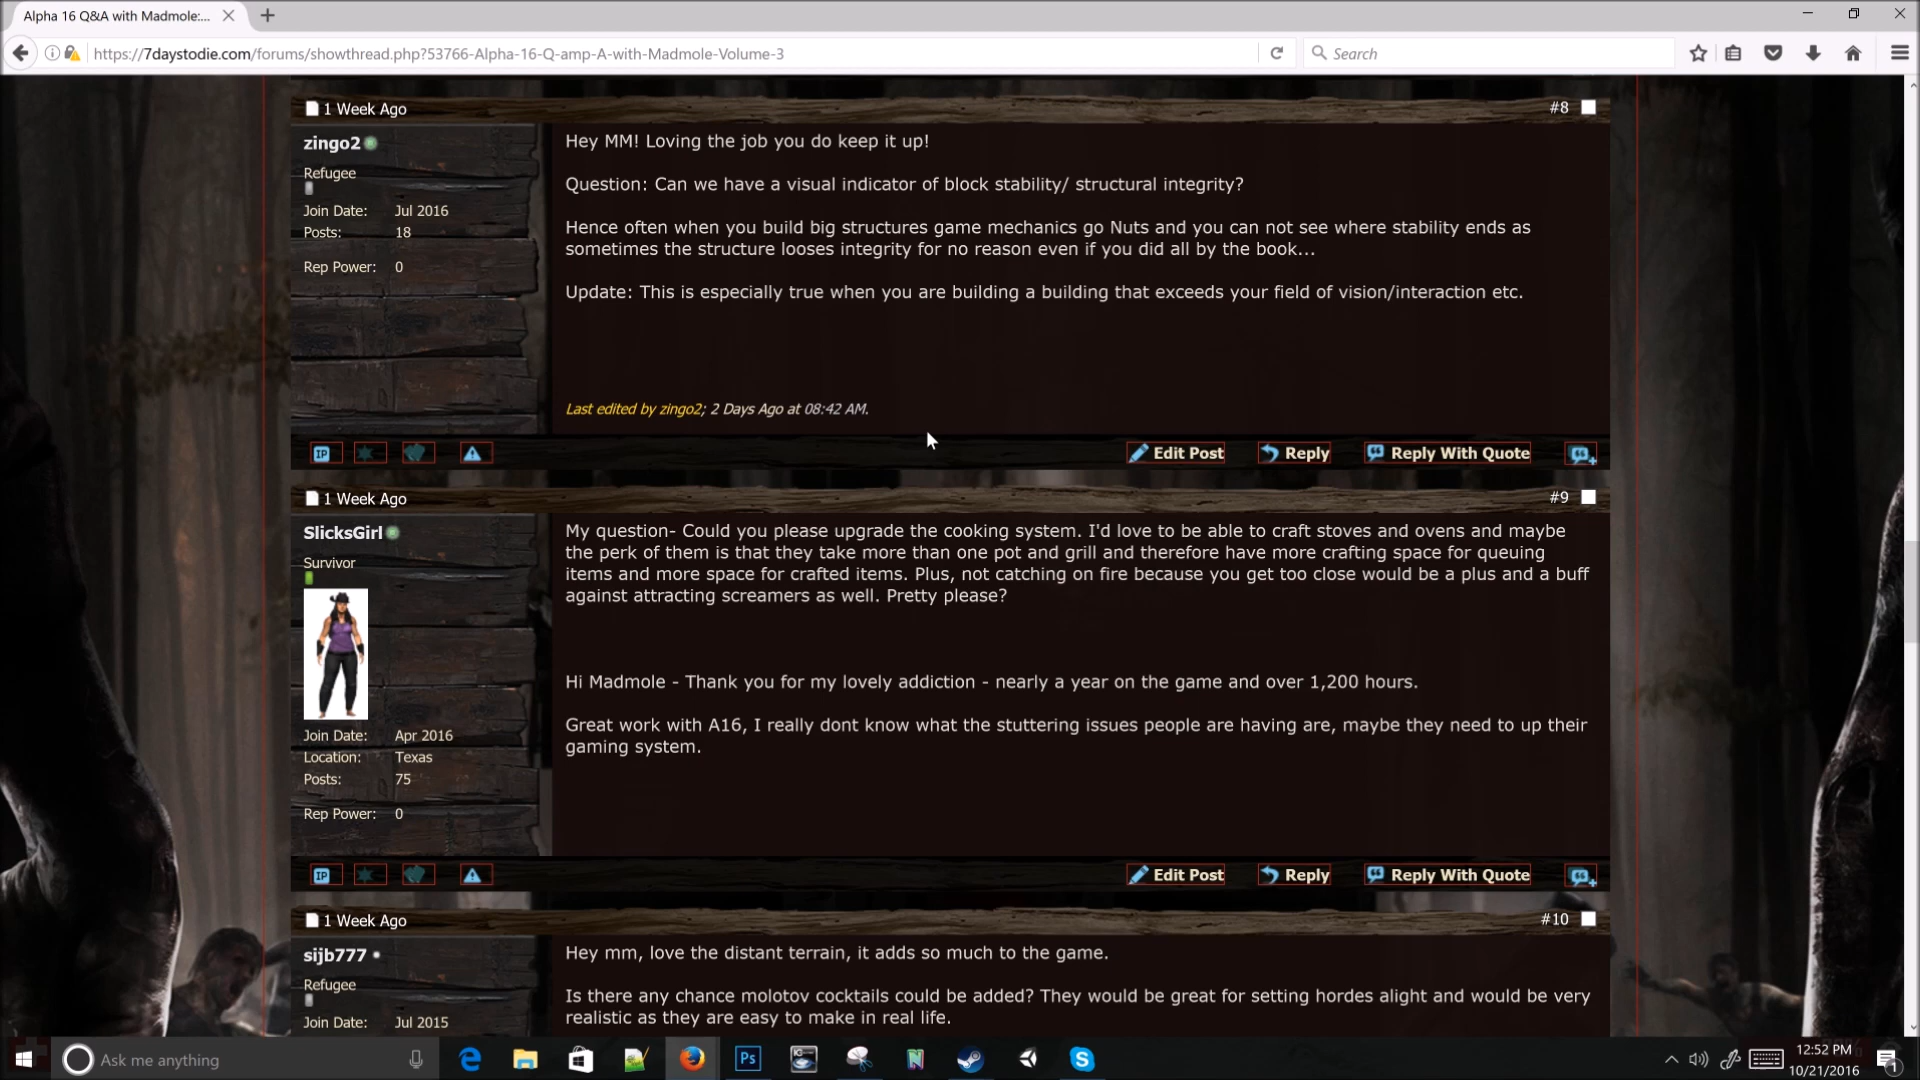 Alpha 16 Q&A with Madmole:...
https://7daystodie.com/forums/showthread.php?53766-Alpha-16-Q-amp-A-with-Madmole-Volume-3
Search
1 Week Ago
#8
zingo2
Refugee
Join Date: Jul 2016
Posts: 18
Rep Power: 0
Hey MM! Loving the job you do keep it up!
Question: Can we have a visual indicator of block stability/ structural integrity?
Hence often when you build big structures game mechanics go Nuts and you can not see where stability ends as
sometimes the structure looses integrity for no reason even if you did all by the book...
Update: This is especially true when you are building a building that exceeds your field of vision/interaction etc.
Last edited by zingo2; 2 Days Ago at 08:42 AM.
IP
Edit Post
Reply
Reply With Quote
1 Week Ago
#9
SlicksGirl
Survivor
Join Date: Apr 2016
Location: Texas
Posts: 75
Rep Power: 0
My question- Could you please upgrade the cooking system. I'd love to be able to craft stoves and ovens and maybe
the perk of them is that they take more than one pot and grill and therefore have more crafting space for queuing
items and more space for crafted items. Plus, not catching on fire because you get too close would be a plus and a buff
against attracting screamers as well. Pretty please?
Hi Madmole - Thank you for my lovely addiction - nearly a year on the game and over 1,200 hours.
Great work with A16, I really dont know what the stuttering issues people are having are, maybe they need to up their
gaming system.
IP
Edit Post
Reply
Reply With Quote
1 Week Ago
#10
sijb777
Refugee
Join Date: Jul 2015
Hey mm, love the distant terrain, it adds so much to the game.
Is there any chance molotov cocktails could be added? They would be great for setting hordes alight and would be very
realistic as they are easy to make in real life.
Ask me anything
Ps
12:52 PM
10/21/2016
1